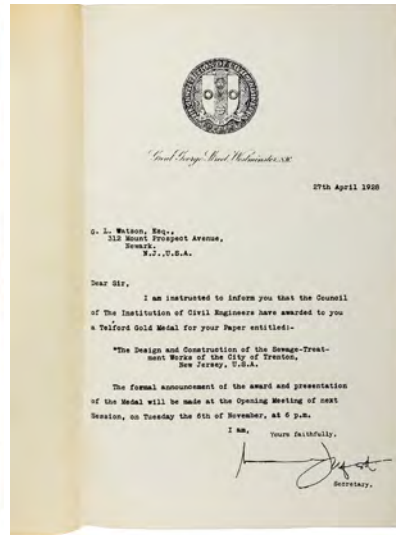 Great George Street, Westminster, S.W.
27th April 1928
G. L. Watson, Esq.,
312 Mount Prospect Avenue,
Newark.
N.J.,U.S.A.
Dear Sir,
I am instructed to inform you that the Council
of The Institution of Civil Engineers have awarded to you
a Telford Gold Medal for your Paper entitled:-
"The Design and Construction of the Sewage-Treat-
ment Works of the City of Trenton,
New Jersey, U.S.A.
The formal announcement of the award and presentation
of the Medal will be made at the Opening Meeting of next
Session, on Tuesday the 6th of November, at 6 p.m.
I am,
Yours faithfully,
Secretary.